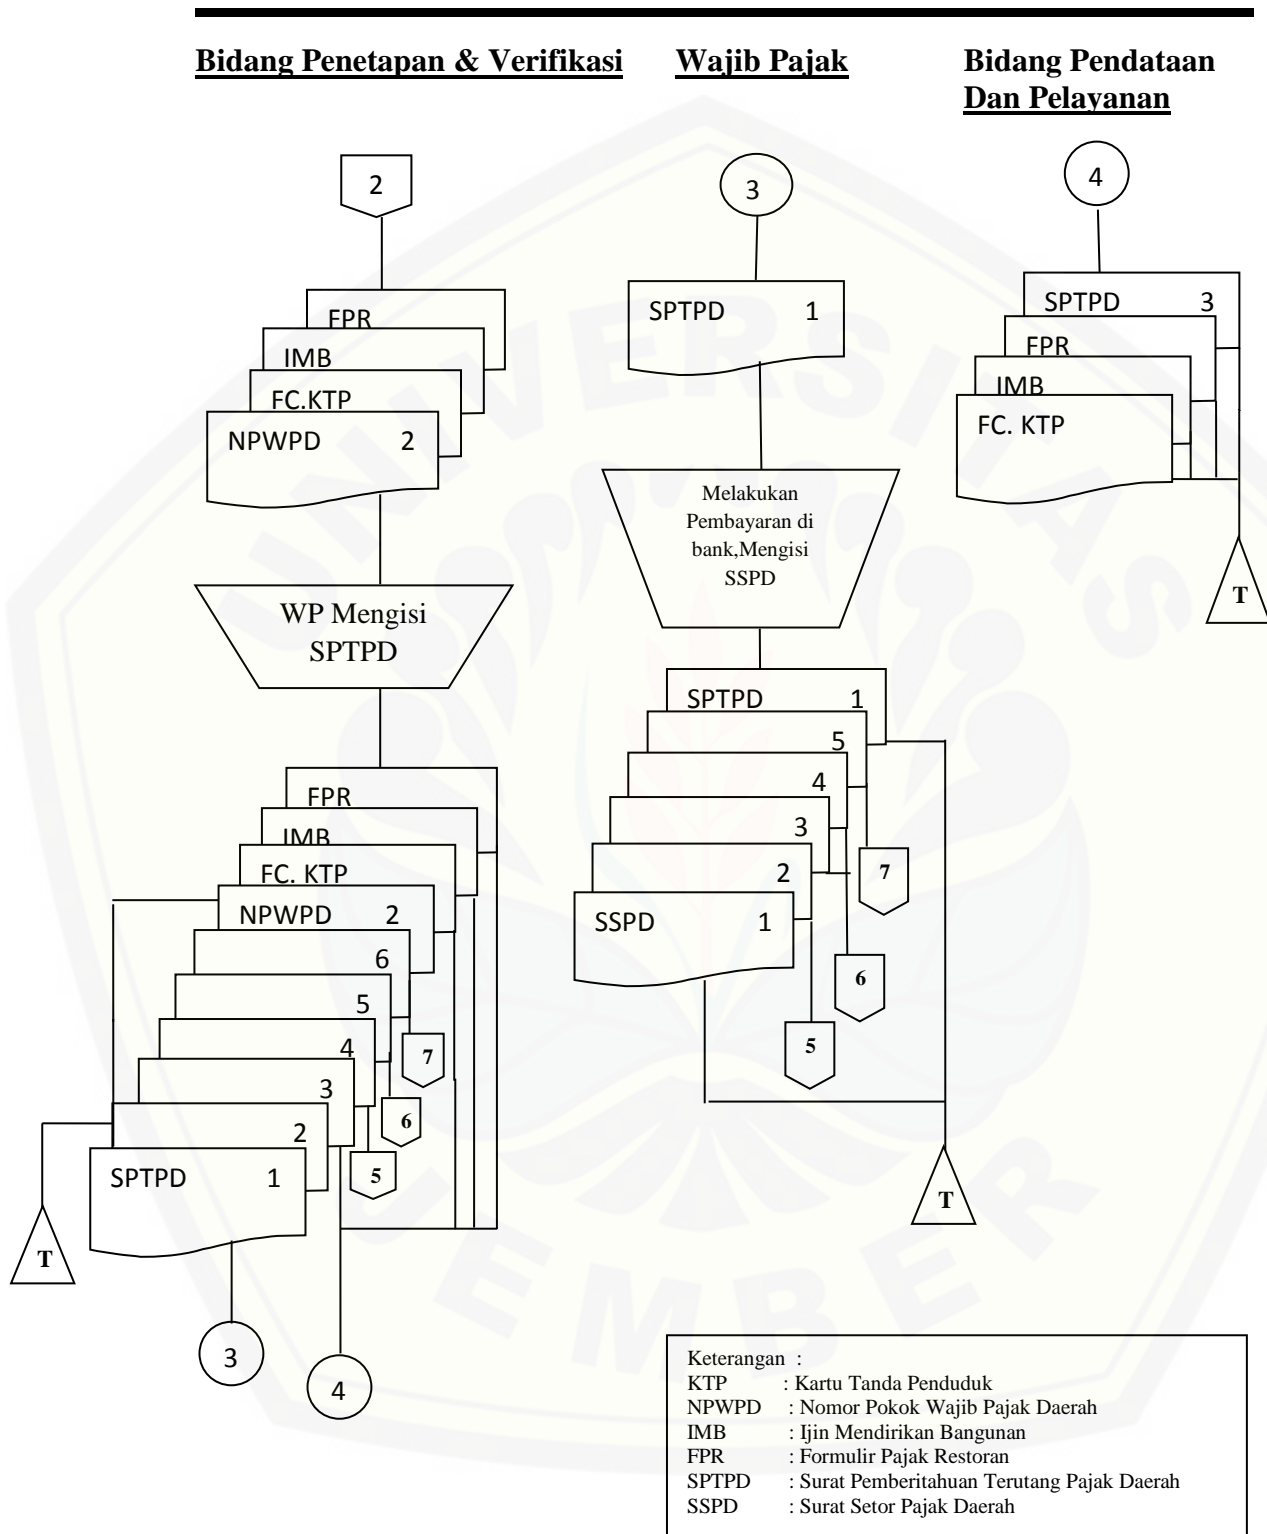 Bidang Penetapan & Verifikasi
Wajib Pajak
Bidang Pendataan
Dan Pelayanan
2
FPR
IMB
FC.KTP
NPWPD 2
WP Mengisi
SPTPD
FPR
IMB
FC. KTP
NPWPD 2
6
5
4
3
2
SPTPD 1
7
6
5
T
3
4
3
SPTPD 1
Melakukan
Pembayaran di
bank,Mengisi
SSPD
SPTPD 1
5
4
3
2
SSPD 1
7
6
5
T
4
SPTPD 3
FPR
IMB
FC. KTP
T
Keterangan :
KTP : Kartu Tanda Penduduk
NPWPD : Nomor Pokok Wajib Pajak Daerah
IMB : Ijin Mendirikan Bangunan
FPR : Formulir Pajak Restoran
SPTPD : Surat Pemberitahuan Terutang Pajak Daerah
SSPD : Surat Setor Pajak Daerah
UNIVERSITAS
JEMBER